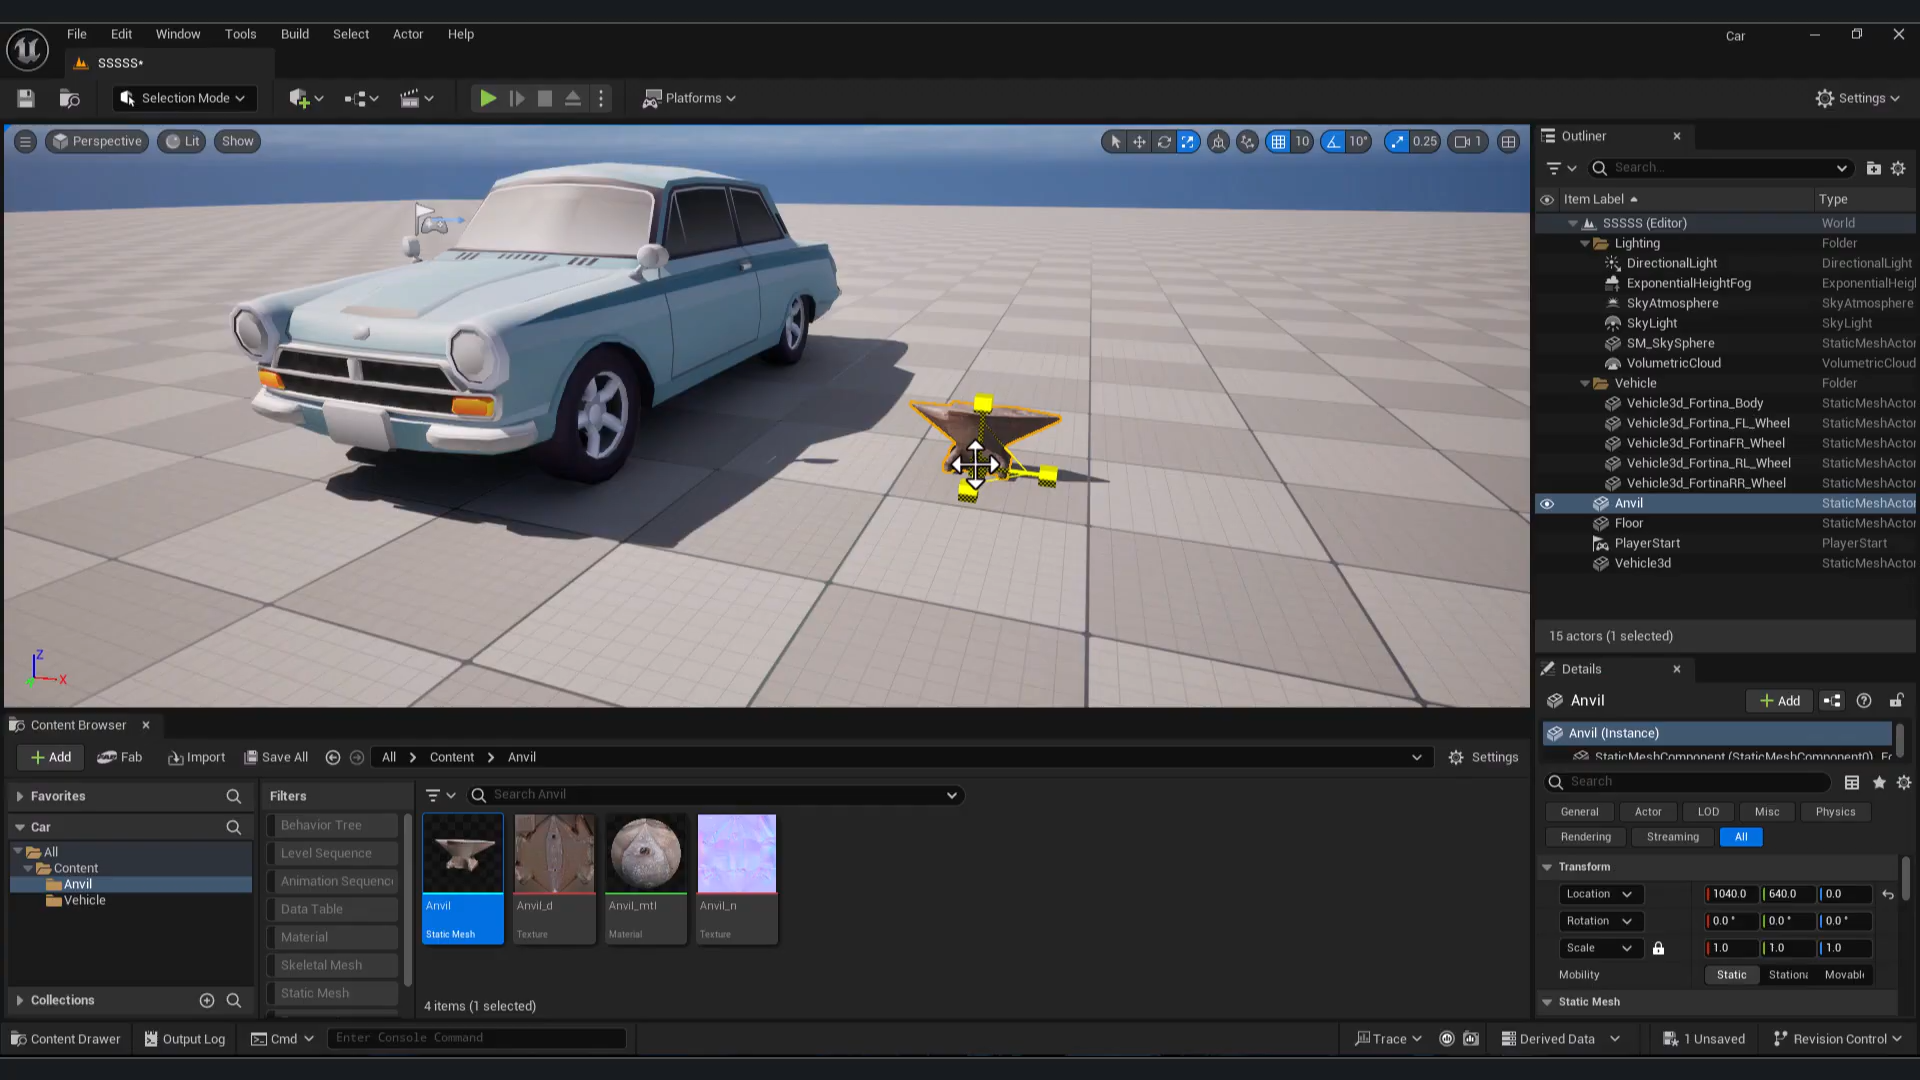 File Edit Window Tools Build Select Actor Help
Car
SSSSS*
Selection Mode
Platforms
Settings
Perspective
Lit
Show
10
10°
0.25
1
Outliner
Search...
Item Label
Type
SSSSS (Editor) World
Lighting Folder
DirectionalLight DirectionalLight
ExponentialHeightFog ExponentialHeigh
SkyAtmosphere SkyAtmosphere
SkyLight SkyLight
SM_SkySphere StaticMeshActor
VolumetricCloud VolumetricCloud
Vehicle Folder
Vehicle3d_Fortina_Body StaticMeshActor
Vehicle3d_Fortina_FL_Wheel StaticMeshActor
Vehicle3d_FortinaFR_Wheel StaticMeshActor
Vehicle3d_Fortina_RL_Wheel StaticMeshActor
Vehicle3d_FortinaRR_Wheel StaticMeshActor
Anvil StaticMeshActor
Floor StaticMeshActor
PlayerStart PlayerStart
Vehicle3d StaticMeshActor
15 actors (1 selected)
Z
X
Details
Anvil
Add
Anvil (Instance)
StaticMeshComponent (StaticMeshComponent0)
Search
General Actor LOD Misc Physics
Rendering Streaming All
Transform
Location 1040.0 640.0 0.0
Rotation 0.0° 0.0° 0.0°
Scale 1.0 1.0 1.0
Mobility Static Stationa Movabl
Static Mesh
Content Browser
Add
Fab
Import
Save All
All
Content
Anvil
Settings
Favorites
Car
All
Content
Anvil
Vehicle
Collections
Filters
Behavior Tree
Level Sequence
Animation Sequenc
Data Table
Material
Skeletal Mesh
Static Mesh
Search Anvil
Anvil
Static Mesh
Anvil_d
Texture
Anvil_mtl
Material
Anvil_n
Texture
4 items (1 selected)
Content Drawer
Output Log
Cmd
Enter Console Command
Trace
Derived Data
1 Unsaved
Revision Control